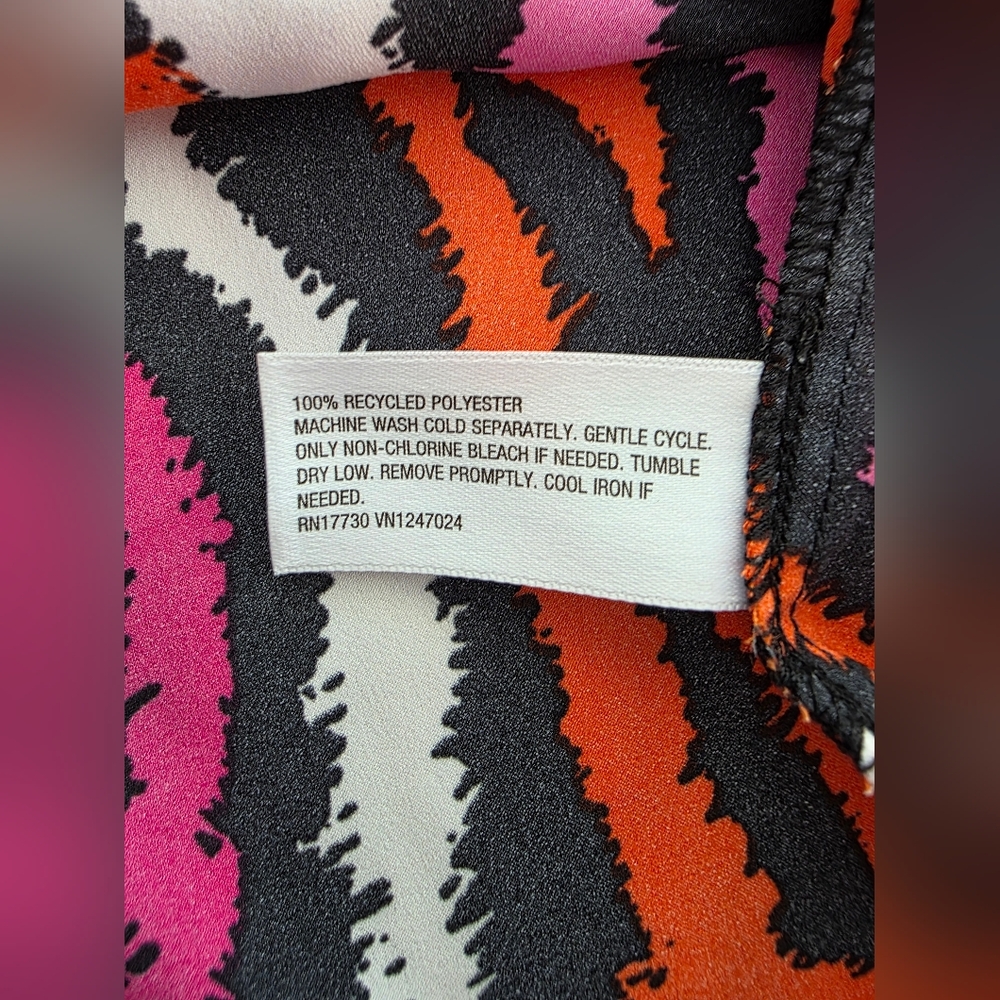 100% RECYCLED POLYESTER
MACHINE WASH COLD SEPARATELY. GENTLE CYCLE.
ONLY NON-CHLORINE BLEACH IF NEEDED. TUMBLE
DRY LOW. REMOVE PROMPTLY. COOL IRON IF
NEEDED.
RN17730 VN1247024